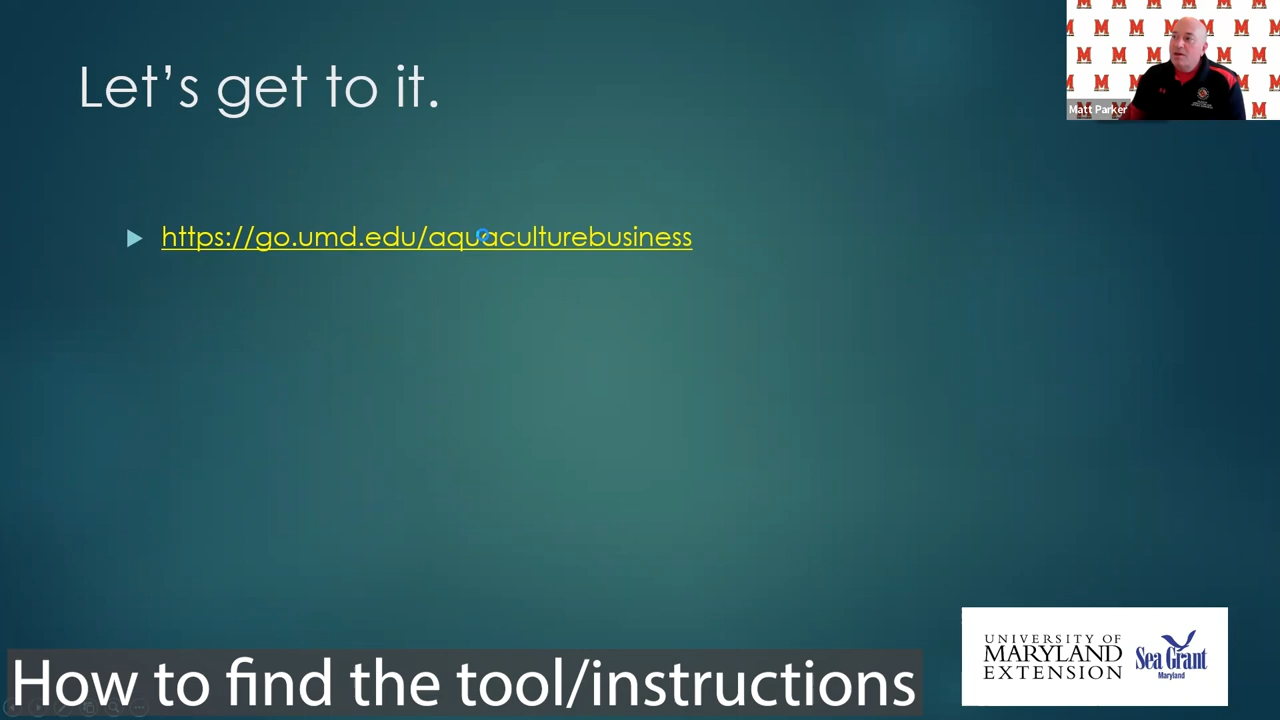 Let's get to it.
https://go.umd.edu/aquaculturebusiness
Matt Parker
UNIVERSITY OF
MARYLAND
EXTENSION
Sea Grant
Maryland
How to find the tool/instructions